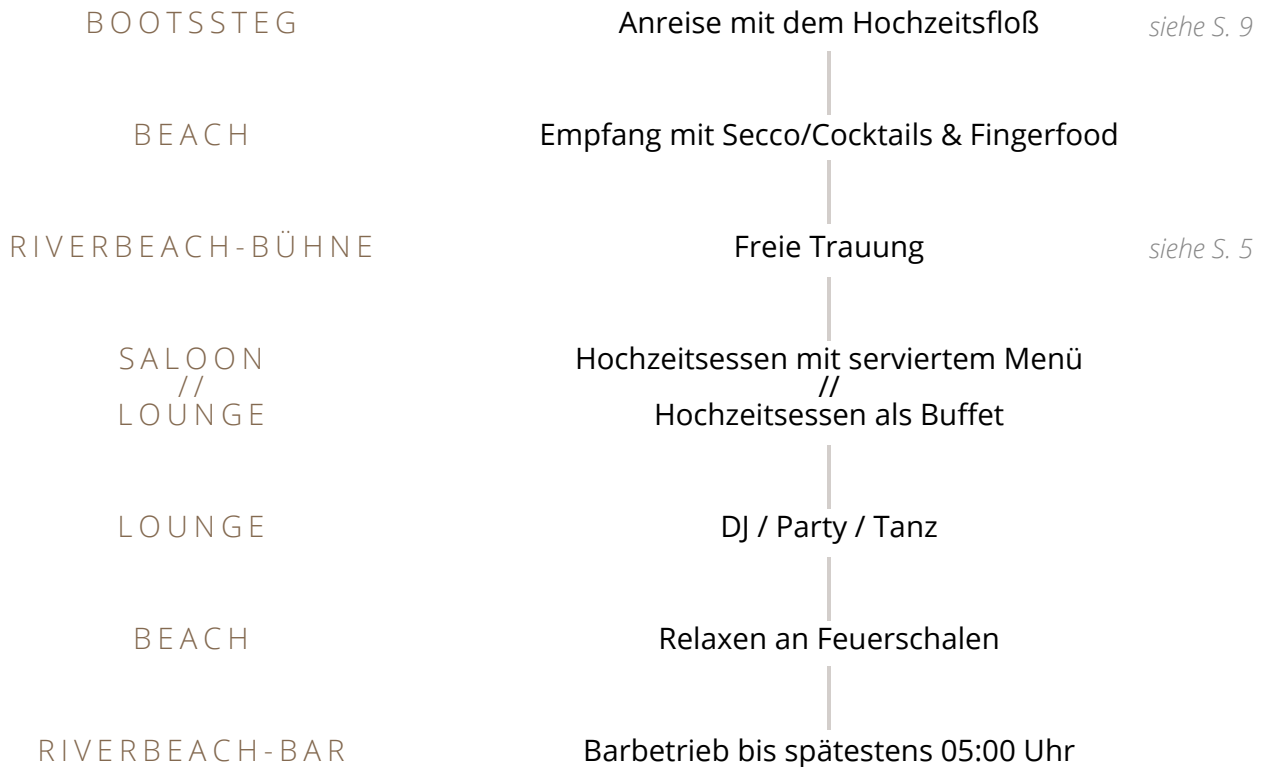 BOOTSSTEG Anreise mit dem Hochzeitsfloß siehe S. 9
BEACH Empfang mit Secco/Cocktails & Fingerfood
RIVERBEACH-BÜHNE Freie Trauung siehe S. 5
SALOON Hochzeitsessen mit serviertem Menü
// //
LOUNGE Hochzeitsessen als Buffet
LOUNGE DJ / Party / Tanz
BEACH Relaxen an Feuerschalen
RIVERBEACH-BAR Barbetrieb bis spätestens 05:00 Uhr